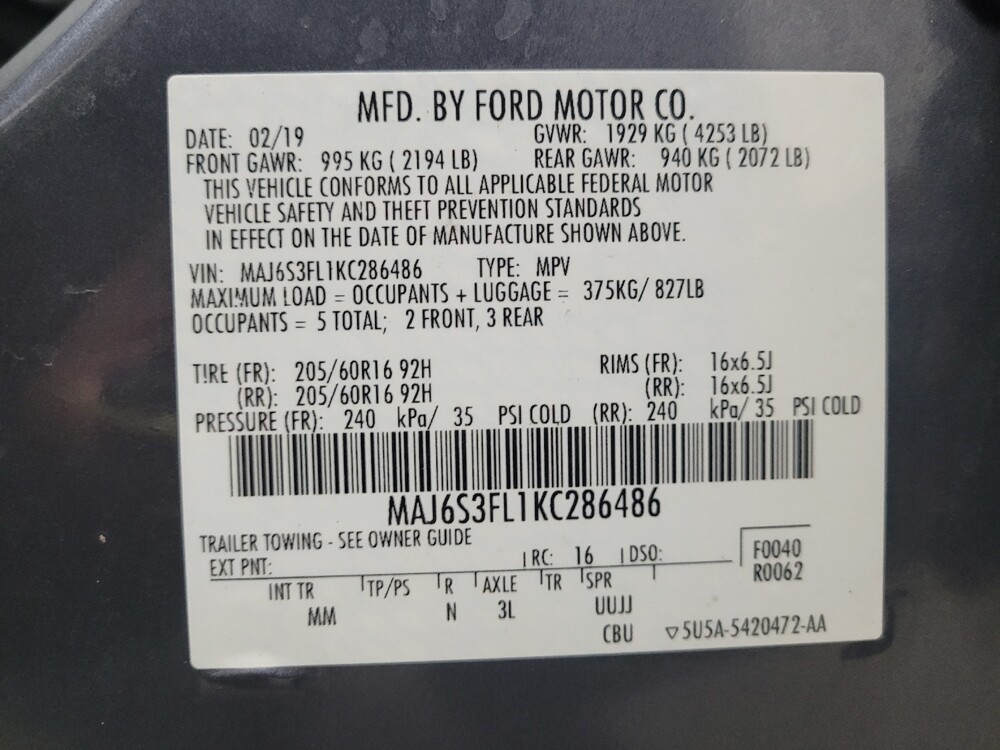 MFD. BY FORD MOTOR CO.
DATE: 02/19 GVWR: 1929 KG ( 4253 LB)
FRONT GAWR: 995 KG ( 2194 LB) REAR GAWR: 940 KG ( 2072 LB)
THIS VEHICLE CONFORMS TO ALL APPLICABLE FEDERAL MOTOR
VEHICLE SAFETY AND THEFT PREVENTION STANDARDS
IN EFFECT ON THE DATE OF MANUFACTURE SHOWN ABOVE.
VIN: MAJ6S3FL1KC286486 TYPE: MPV
MAXIMUM LOAD = OCCUPANTS + LUGGAGE = 375KG/ 827LB
OCCUPANTS = 5 TOTAL; 2 FRONT, 3 REAR
TIRE (FR): 205/60R16 92H RIMS (FR): 16x6.5J
(RR): 205/60R16 92H (RR): 16x6.5J
PRESSURE (FR): 240 kPa/ 35 PSI COLD (RR): 240 kPa/ 35 PSI COLD
MAJ6S3FL1KC286486
TRAILER TOWING - SEE OWNER GUIDE
EXT PNT: RC: 16 DSO: F0040
R0062
INT TR TP/PS R AXLE TR SPR
MM N 3L UUJJ
CBU ▽5U5A-5420472-AA